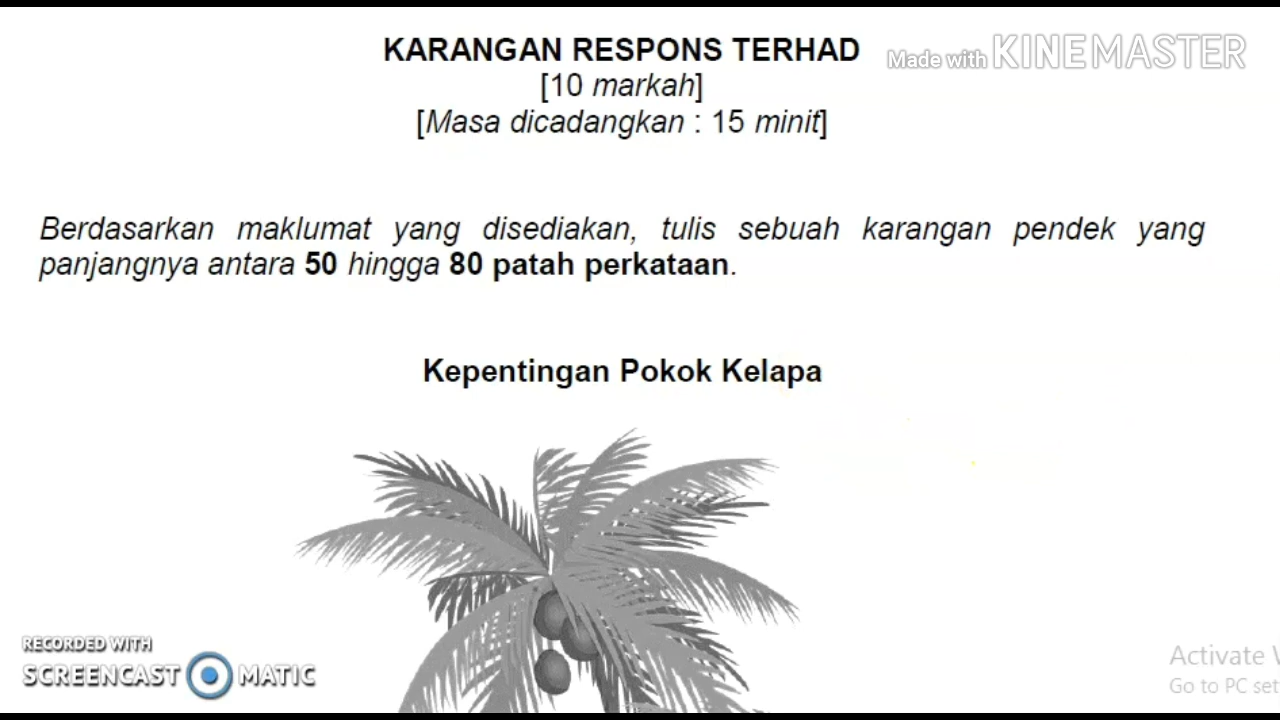 KARANGAN RESPONS TERHAD
Made with KINEMASTER
[10 markah]
[Masa dicadangkan : 15 minit]
Berdasarkan maklumat yang disediakan, tulis sebuah karangan pendek yang
panjangnya antara 50 hingga 80 patah perkataan.
Kepentingan Pokok Kelapa
RECORDED WITH
SCREENCAST MATIC
Activate
Go to PC set